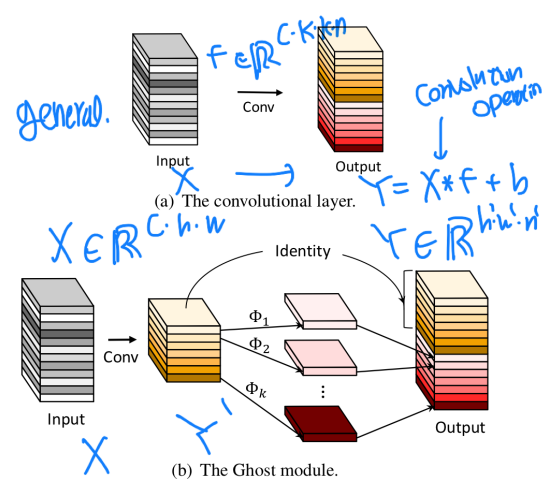 F ∈ ℝ^{C·K·K·n}
general.
Conv
Convolution
operation
Input
Output
X → Y = X * f + b
(a) The convolutional layer.
X ∈ ℝ^{C·h·w}
Y ∈ ℝ^{h'·w'·n'}
Identity
Φ₁
Conv
Φ₂
Φₖ
⋮
Input
Output
X
Y'
(b) The Ghost module.